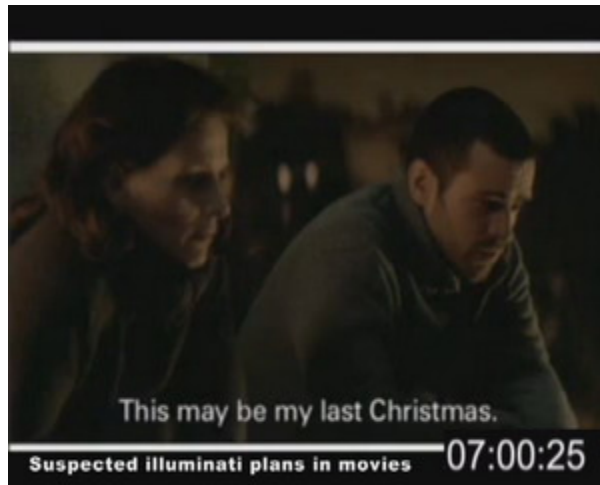 This may be my last Christmas.
Suspected illuminati plans in movies
07:00:25